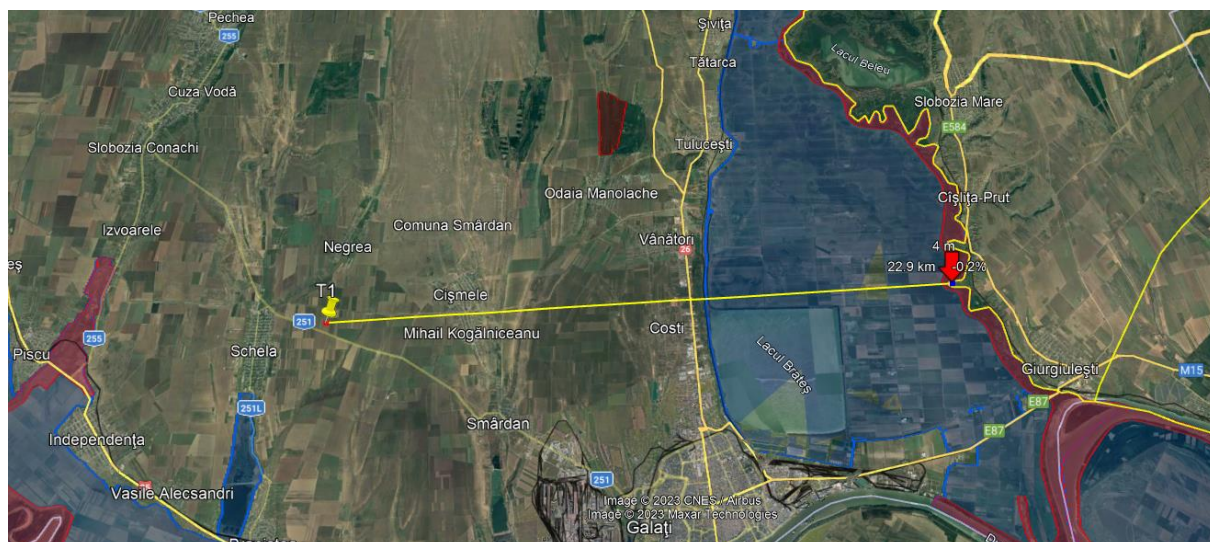 Pechea
255
Şiviţa
Tătarca
Lacul Beleu
Cuza Vodă
Slobozia Mare
E584
Slobozia Conachi
Tuluceşti
Odaia Manolache
Cîşliţa-Prut
Izvoarele
Comuna Smârdan
Negrea
Vânători
26
4 m
22.9 km
-0.2%
T1
Cişmele
251
Mihail Kogălniceanu
Costi
255
Piscu
Schela
Lacul Brateş
Giurgiuleşti
M15
E87
251L
Smârdan
E87
Independenţa
251
Vasile Alecsandri
Image © 2023 CNES / Airbus
Image © 2023 Maxar Technologies
Galaţi